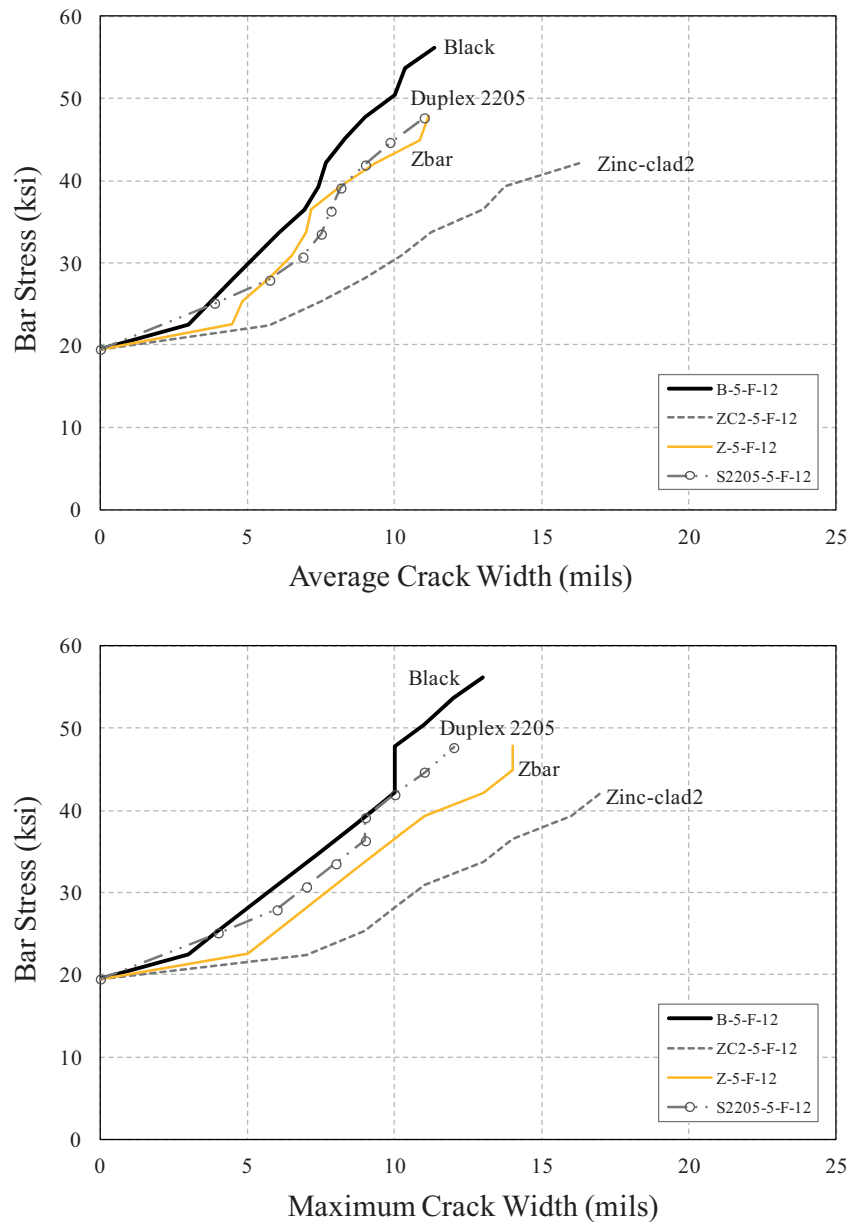 60
50
40
30
20
10
0
Bar Stress (ksi)
Black
Duplex 2205
Zbar
Zinc-clad2
B-5-F-12
ZC2-5-F-12
Z-5-F-12
S2205-5-F-12
0 5 10 15 20 25
Average Crack Width (mils)
60
50
40
30
20
10
0
Bar Stress (ksi)
Black
Duplex 2205
Zbar
Zinc-clad2
B-5-F-12
ZC2-5-F-12
Z-5-F-12
S2205-5-F-12
0 5 10 15 20 25
Maximum Crack Width (mils)